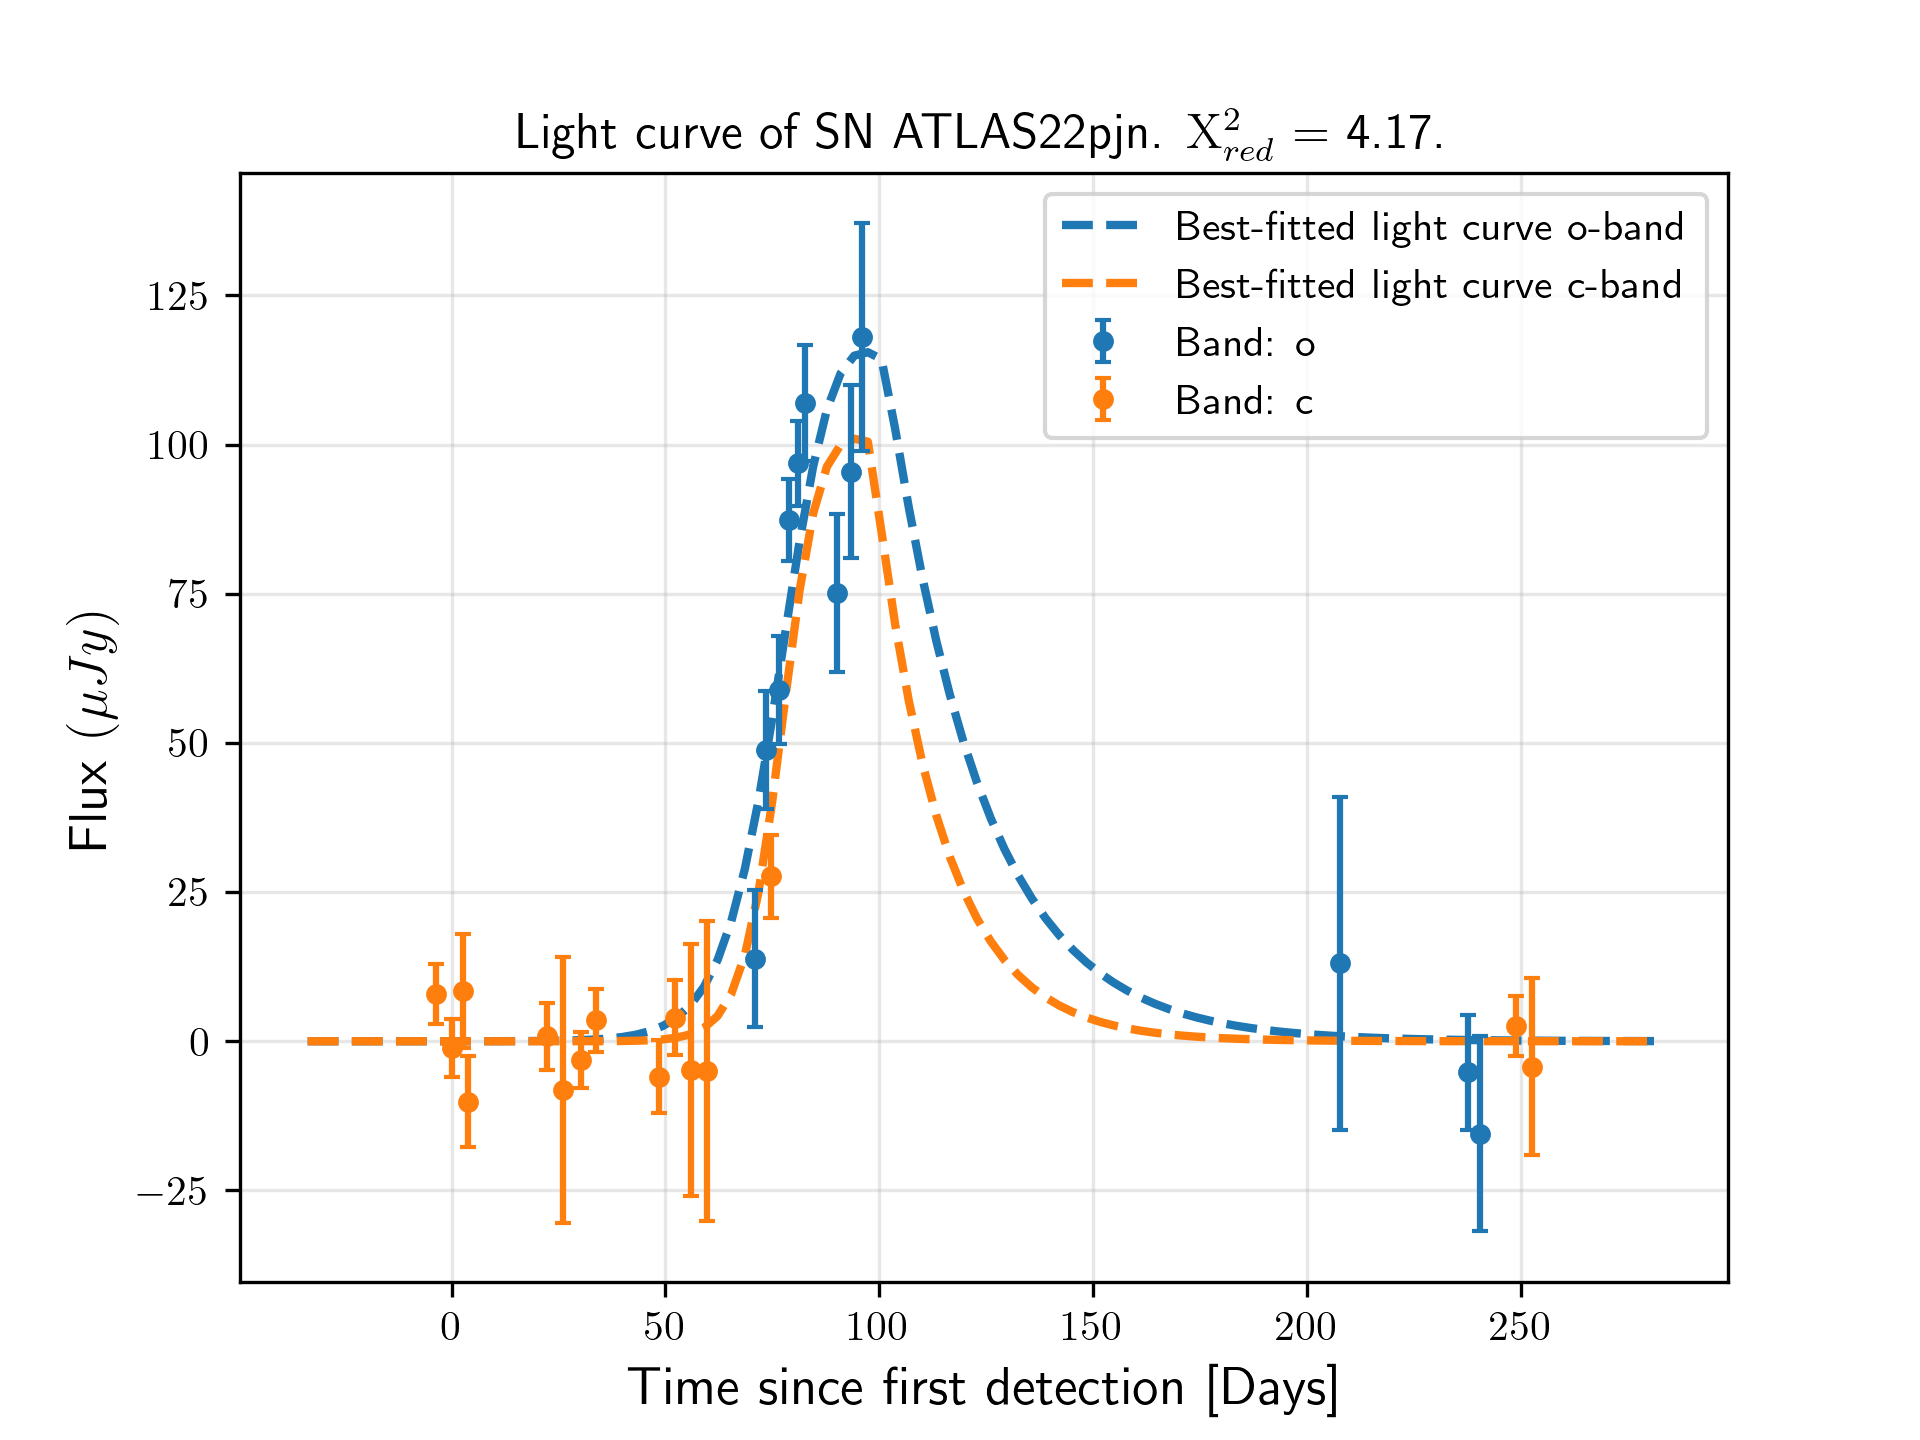 Light curve of SN ATLAS22pjn. X²_red = 4.17.
Best-fitted light curve o-band
Best-fitted light curve c-band
Band: o
Band: c
125
100
75
50
25
0
−25
Flux (μJy)
0 50 100 150 200 250
Time since first detection [Days]